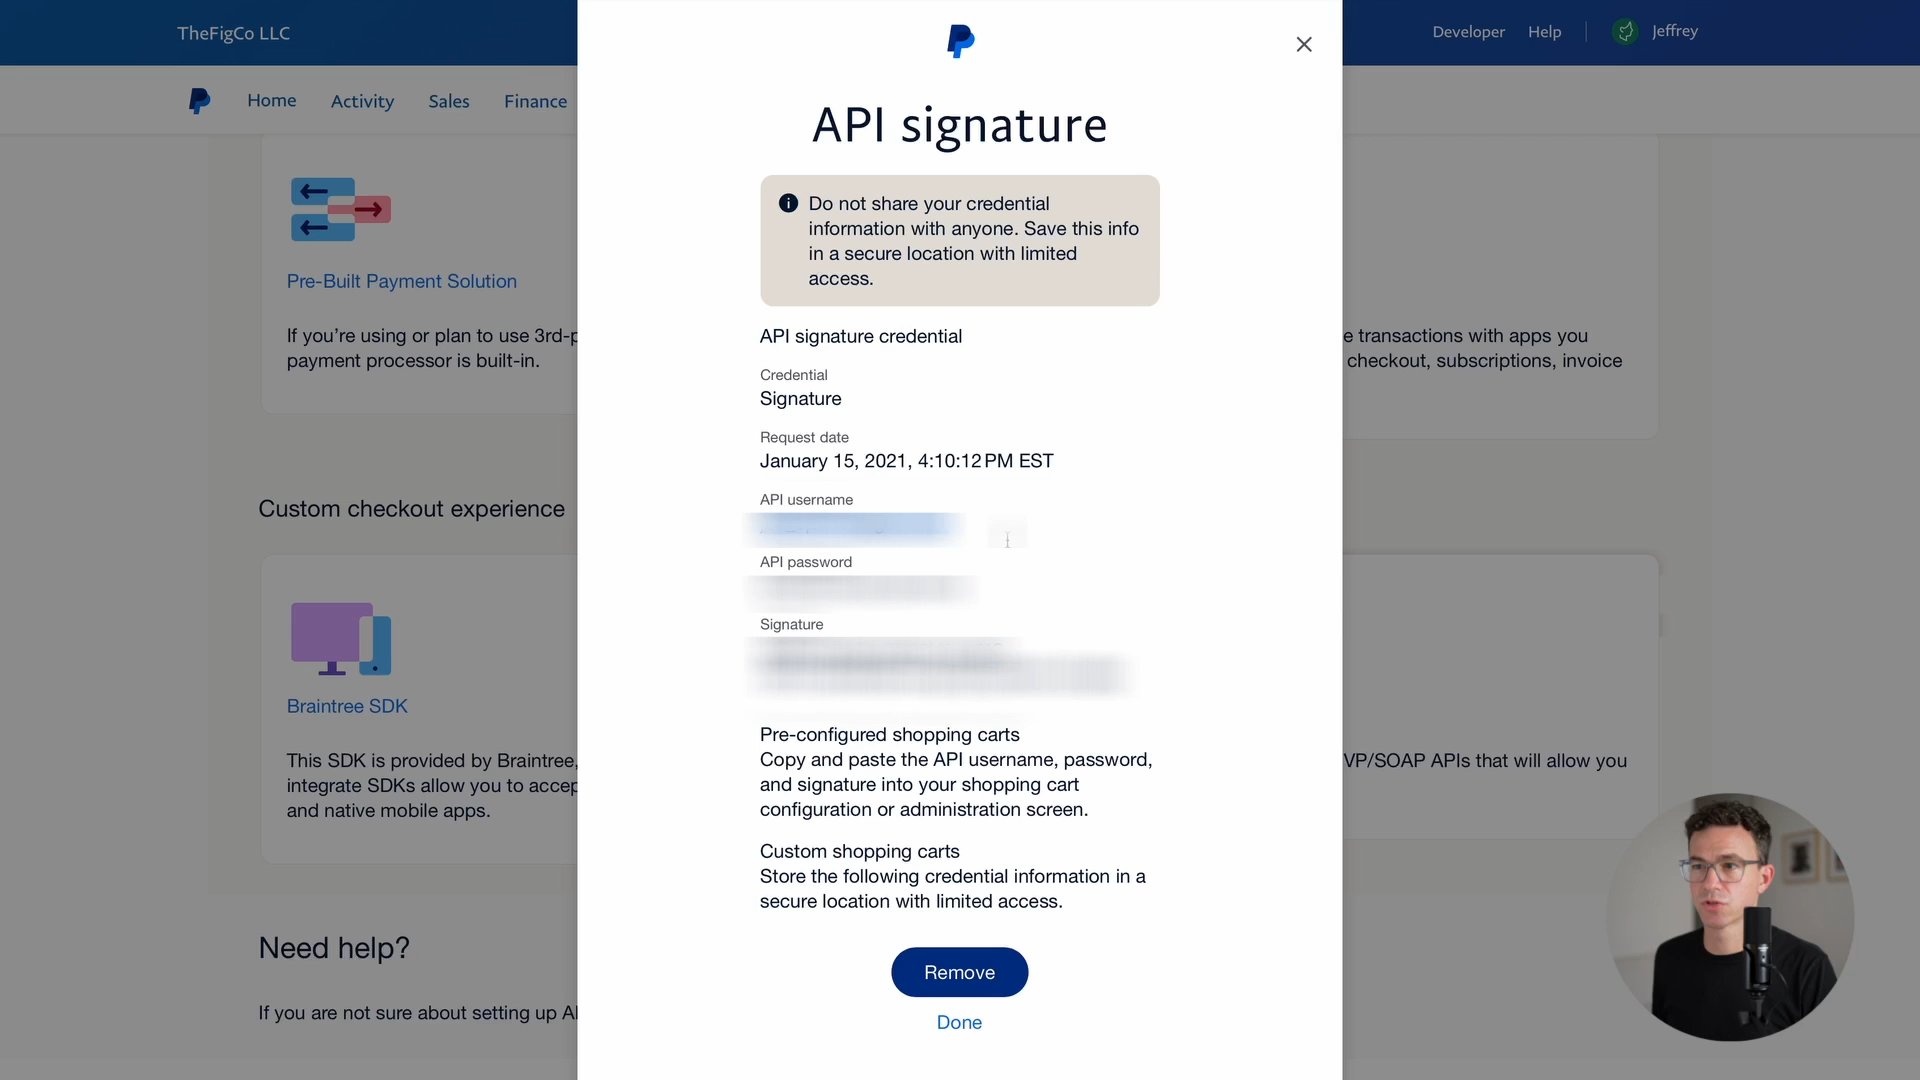 TheFigCo LLC
Developer Help Jeffrey
Home Activity Sales Finance
API signature
Do not share your credential
information with anyone. Save this info
in a secure location with limited
access.
API signature credential
Credential
Signature
Request date
January 15, 2021, 4:10:12 PM EST
API username
API password
Signature
Pre-configured shopping carts
Copy and paste the API username, password,
and signature into your shopping cart
configuration or administration screen.
Custom shopping carts
Store the following credential information in a
secure location with limited access.
Remove
Done
Pre-Built Payment Solution
If you’re using or plan to use 3rd-p
payment processor is built-in.
e transactions with apps you
checkout, subscriptions, invoice
Custom checkout experience
Braintree SDK
This SDK is provided by Braintree,
integrate SDKs allow you to accep
and native mobile apps.
VP/SOAP APIs that will allow you
Need help?
If you are not sure about setting up